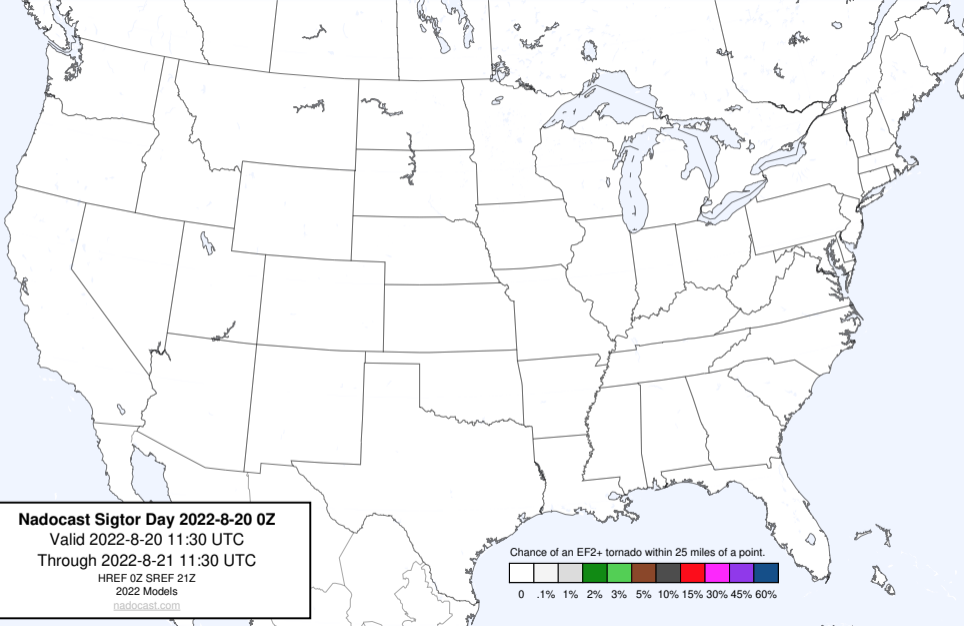 Nadocast Sigtor Day 2022-8-20 0Z
Valid 2022-8-20 11:30 UTC
Through 2022-8-21 11:30 UTC
HREF 0Z SREF 21Z
2022 Models
nadocast.com
Chance of an EF2+ tornado within 25 miles of a point.
0 .1% 1% 2% 3% 5% 10% 15% 30% 45% 60%